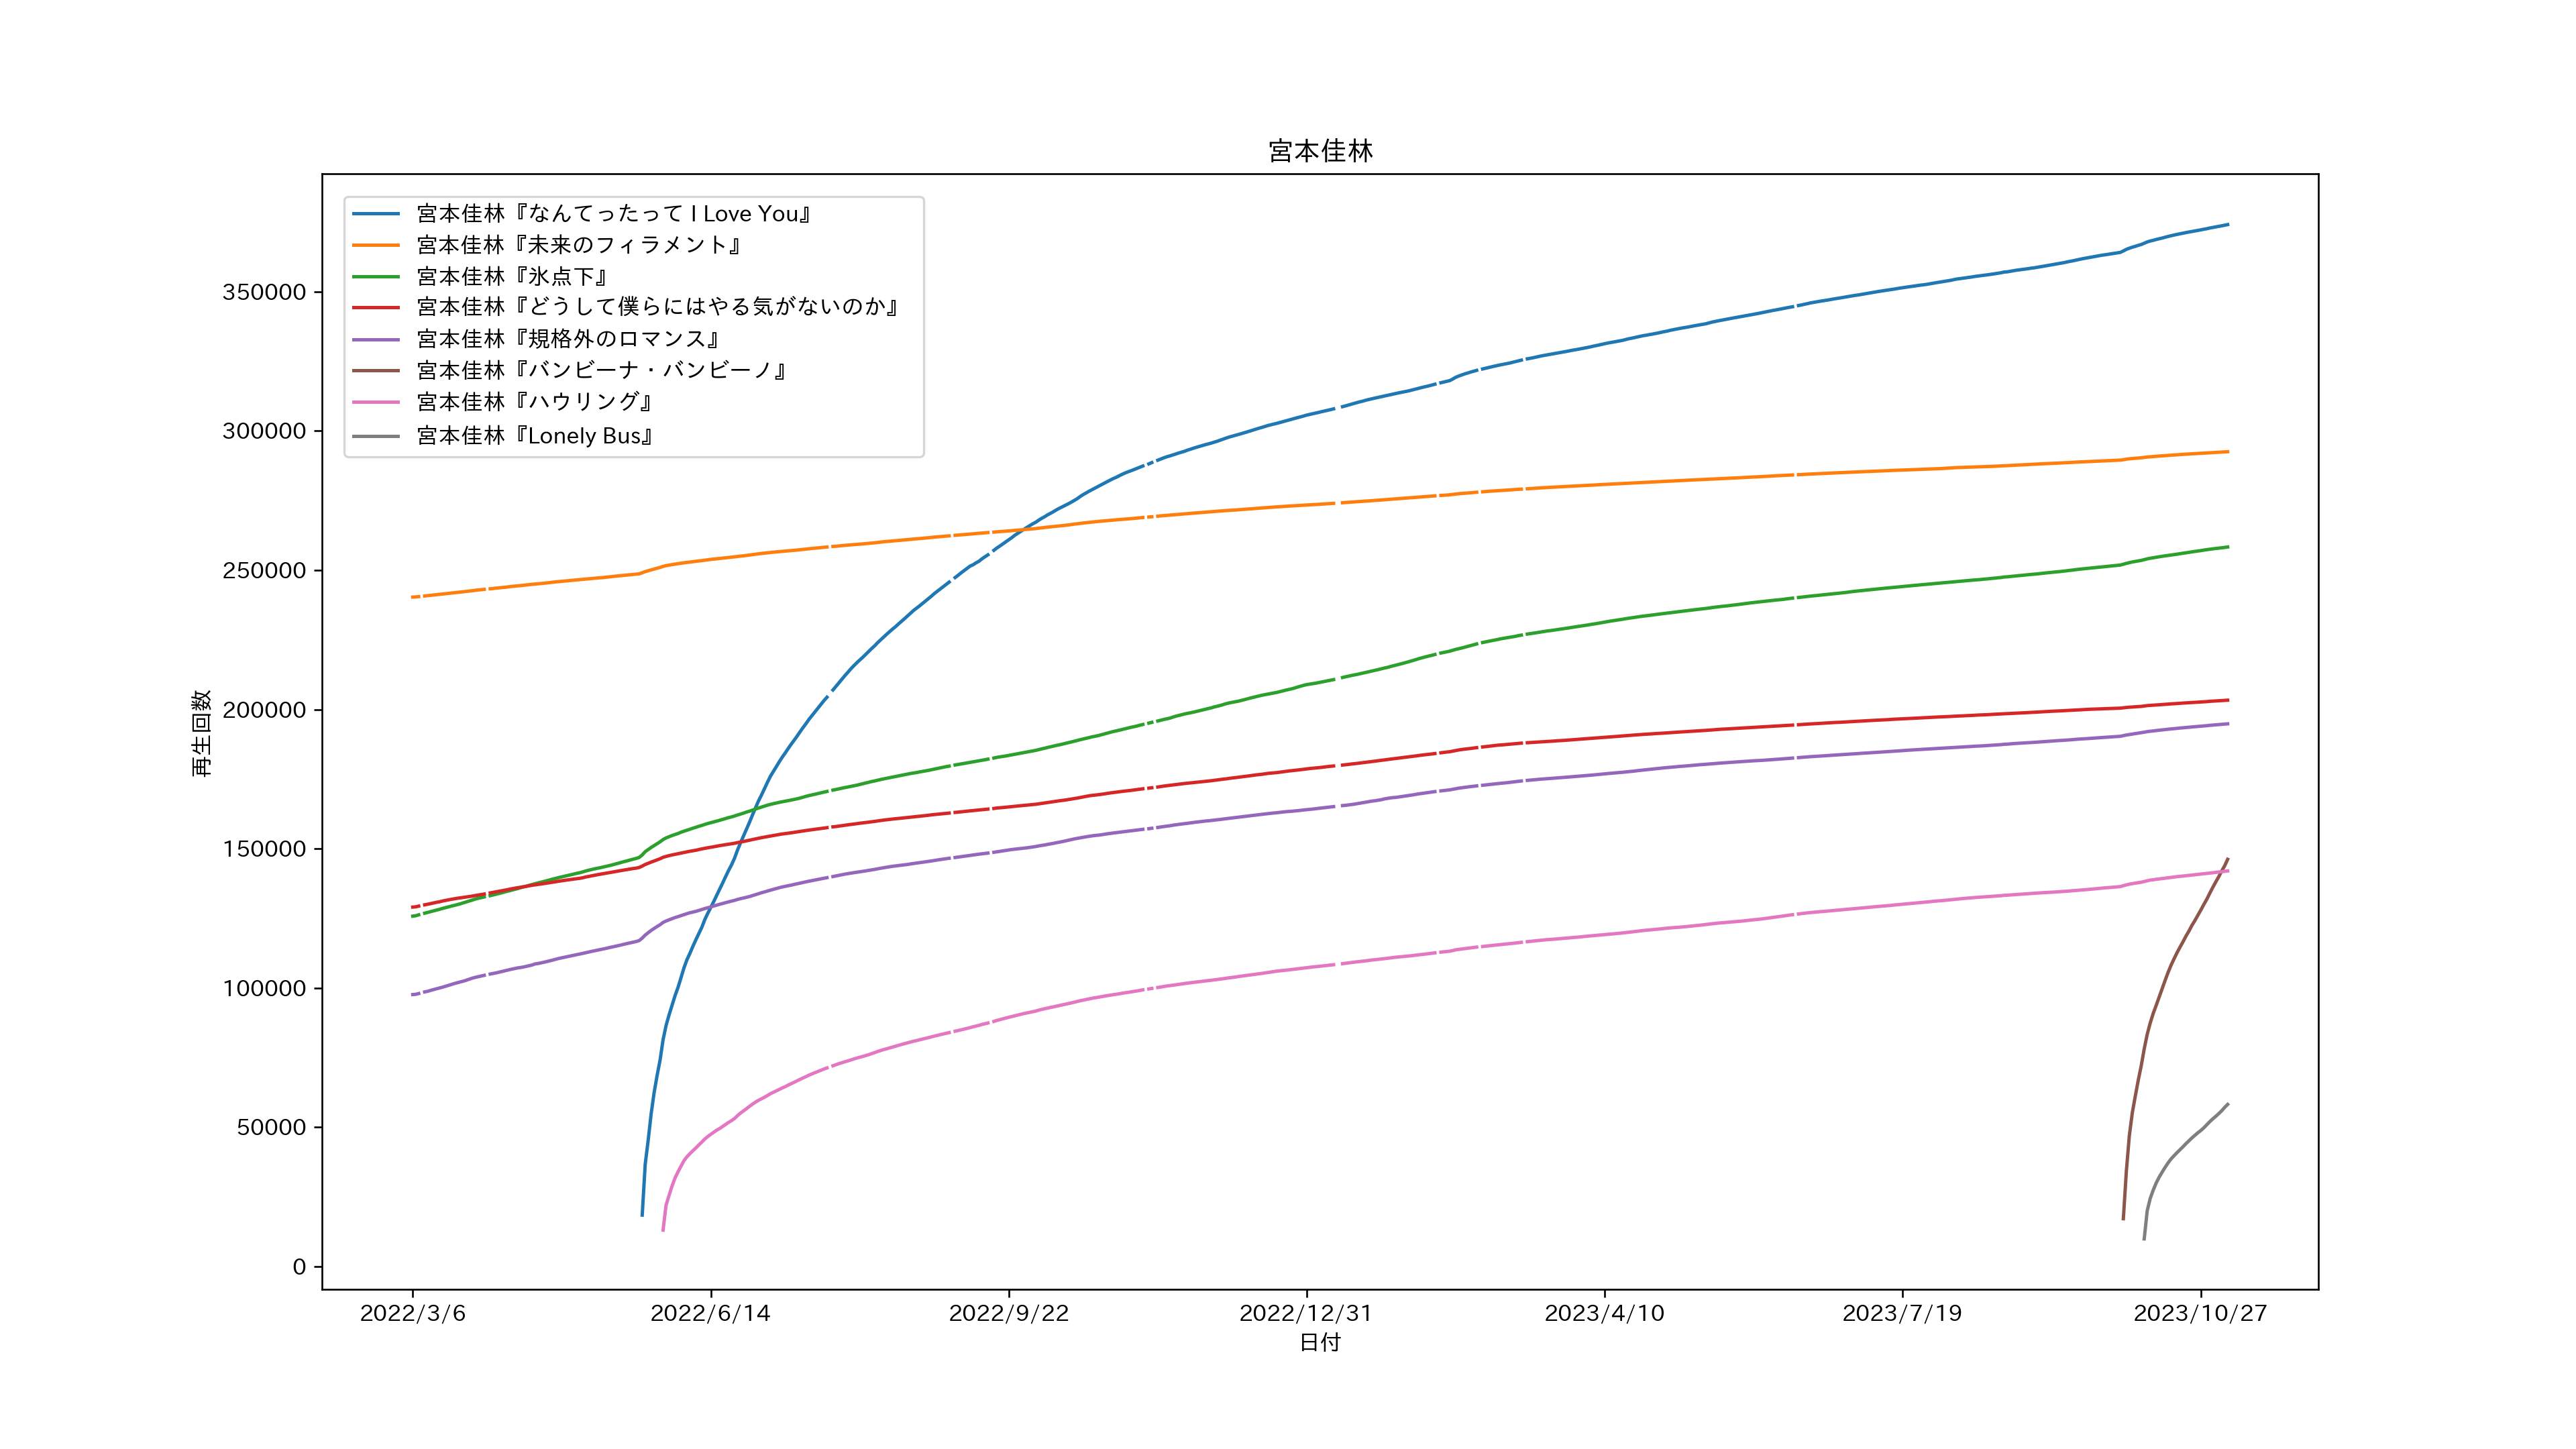 宮本佳林
宮本佳林『なんてったって I Love You』
宮本佳林『未来のフィラメント』
宮本佳林『氷点下』
宮本佳林『どうして僕らにはやる気がないのか』
宮本佳林『規格外のロマンス』
宮本佳林『バンビーナ・バンビーノ』
宮本佳林『ハウリング』
宮本佳林『Lonely Bus』
350000
300000
250000
200000
150000
100000
50000
0
再生回数
2022/3/6 2022/6/14 2022/9/22 2022/12/31 2023/4/10 2023/7/19 2023/10/27
日付